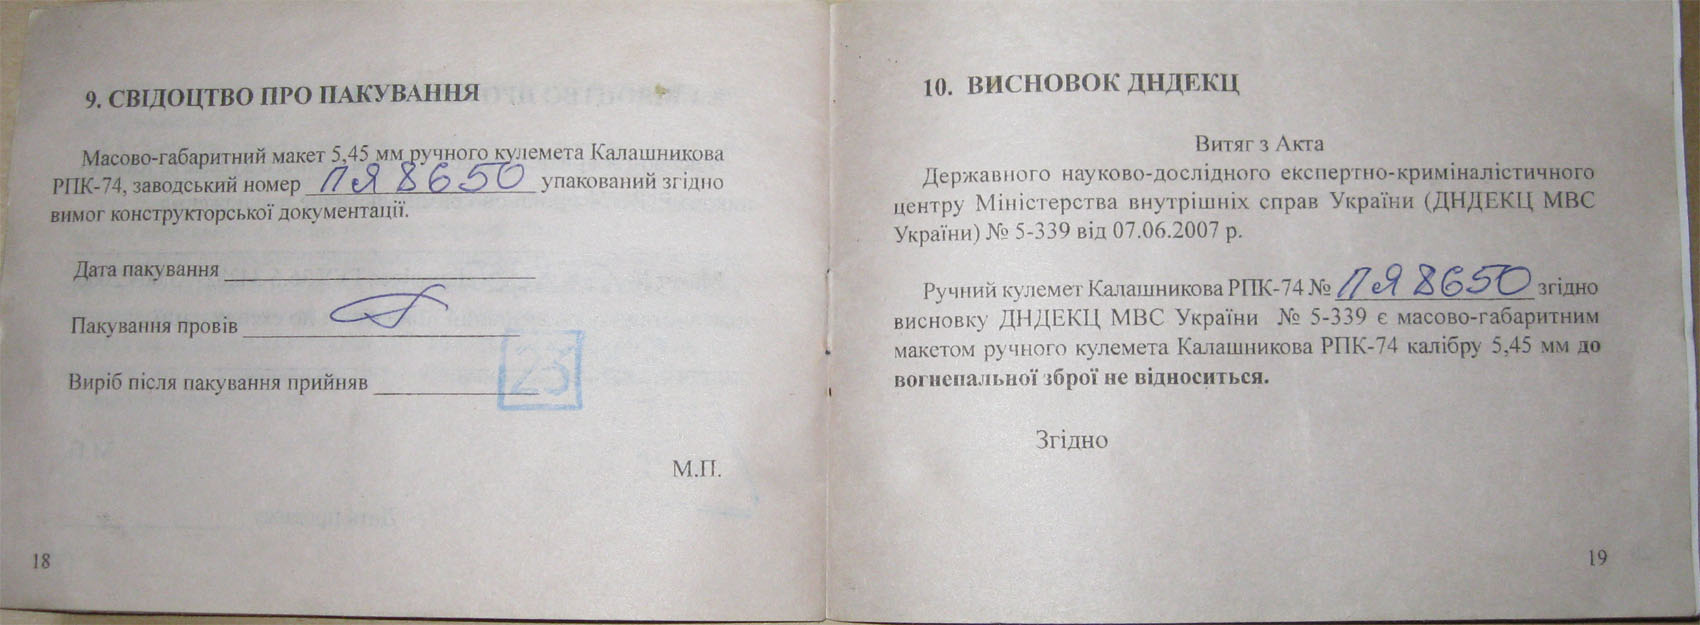 9. СВІДОЦТВО ПРО ПАКУВАННЯ
Масово-габаритний макет 5,45 мм ручного кулемета Калашникова
РПК-74, заводський номер ПЯ 8650 упакований згідно
вимог конструкторської документації.
Дата пакування
Пакування провів
Виріб після пакування прийняв
23
М.П.
18
10. ВИСНОВОК ДНДЕКЦ
Витяг з Акта
Державного науково-дослідного експертно-криміналістичного
центру Міністерства внутрішніх справ України (ДНДЕКЦ МВС
України) № 5-339 від 07.06.2007 р.
Ручний кулемет Калашникова РПК-74 № ПЯ 8650 згідно
висновку ДНДЕКЦ МВС України № 5-339 є масово-габаритним
макетом ручного кулемета Калашникова РПК-74 калібру 5,45 мм до
вогнепальної зброї не відноситься.
Згідно
19